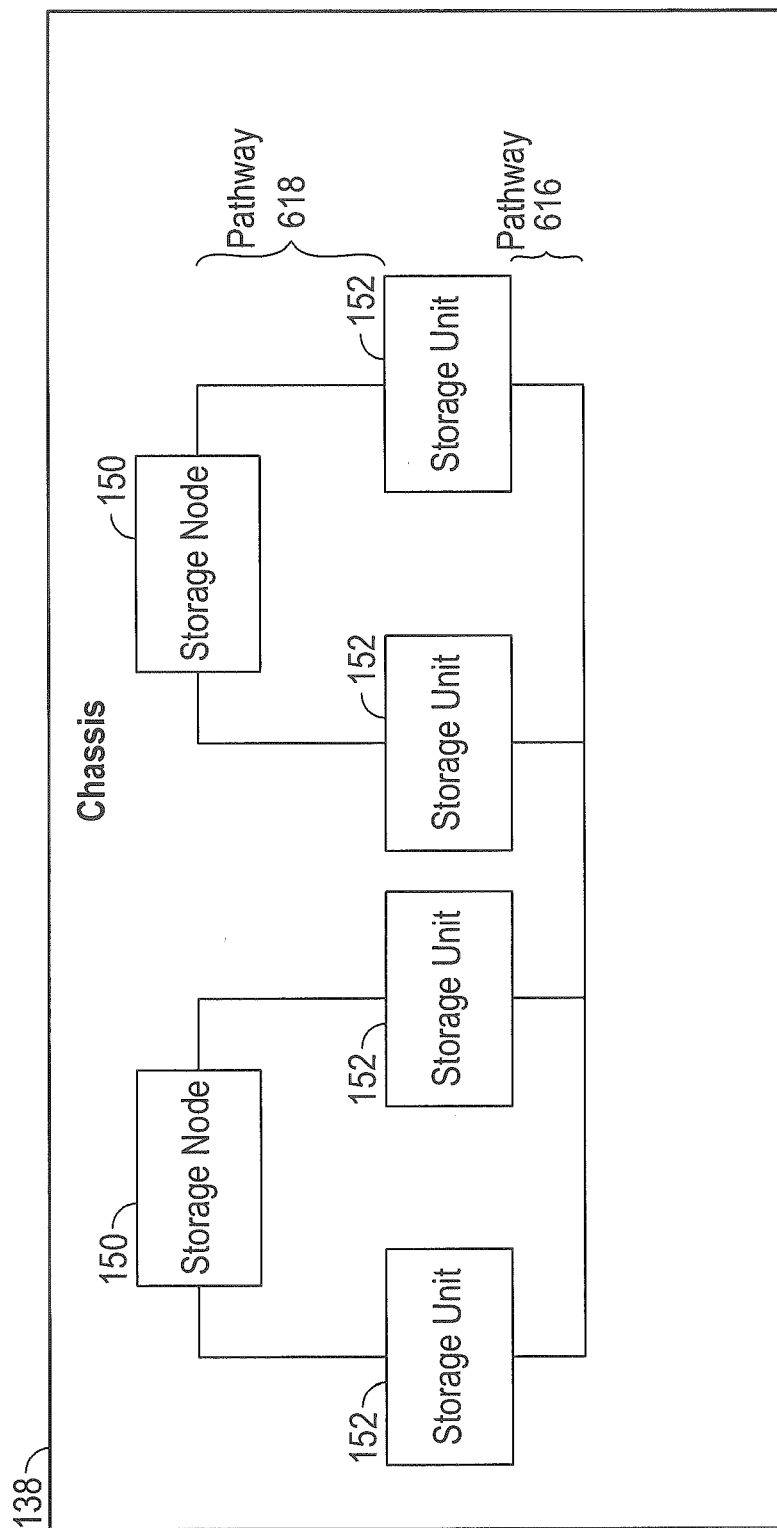 138
Chassis
150
Storage Node
150
Storage Node
Pathway
618
152
Storage Unit
152
Storage Unit
152
Storage Unit
152
Storage Unit
Pathway
616